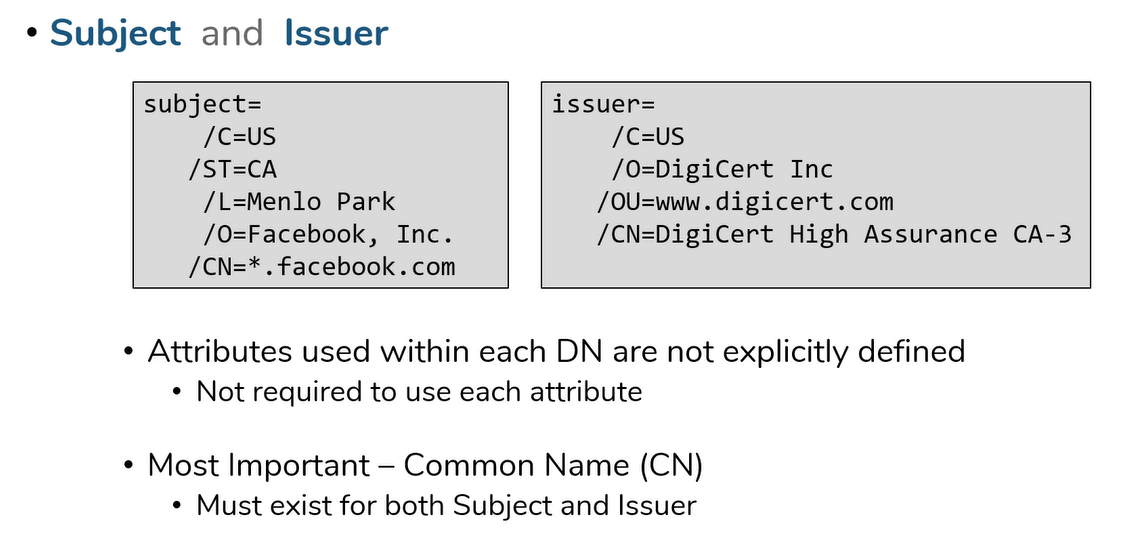 • Subject and Issuer
subject=
/C=US
/ST=CA
/L=Menlo Park
/O=Facebook, Inc.
/CN=*.facebook.com
issuer=
/C=US
/O=DigiCert Inc
/OU=www.digicert.com
/CN=DigiCert High Assurance CA-3
• Attributes used within each DN are not explicitly defined
• Not required to use each attribute
• Most Important – Common Name (CN)
• Must exist for both Subject and Issuer